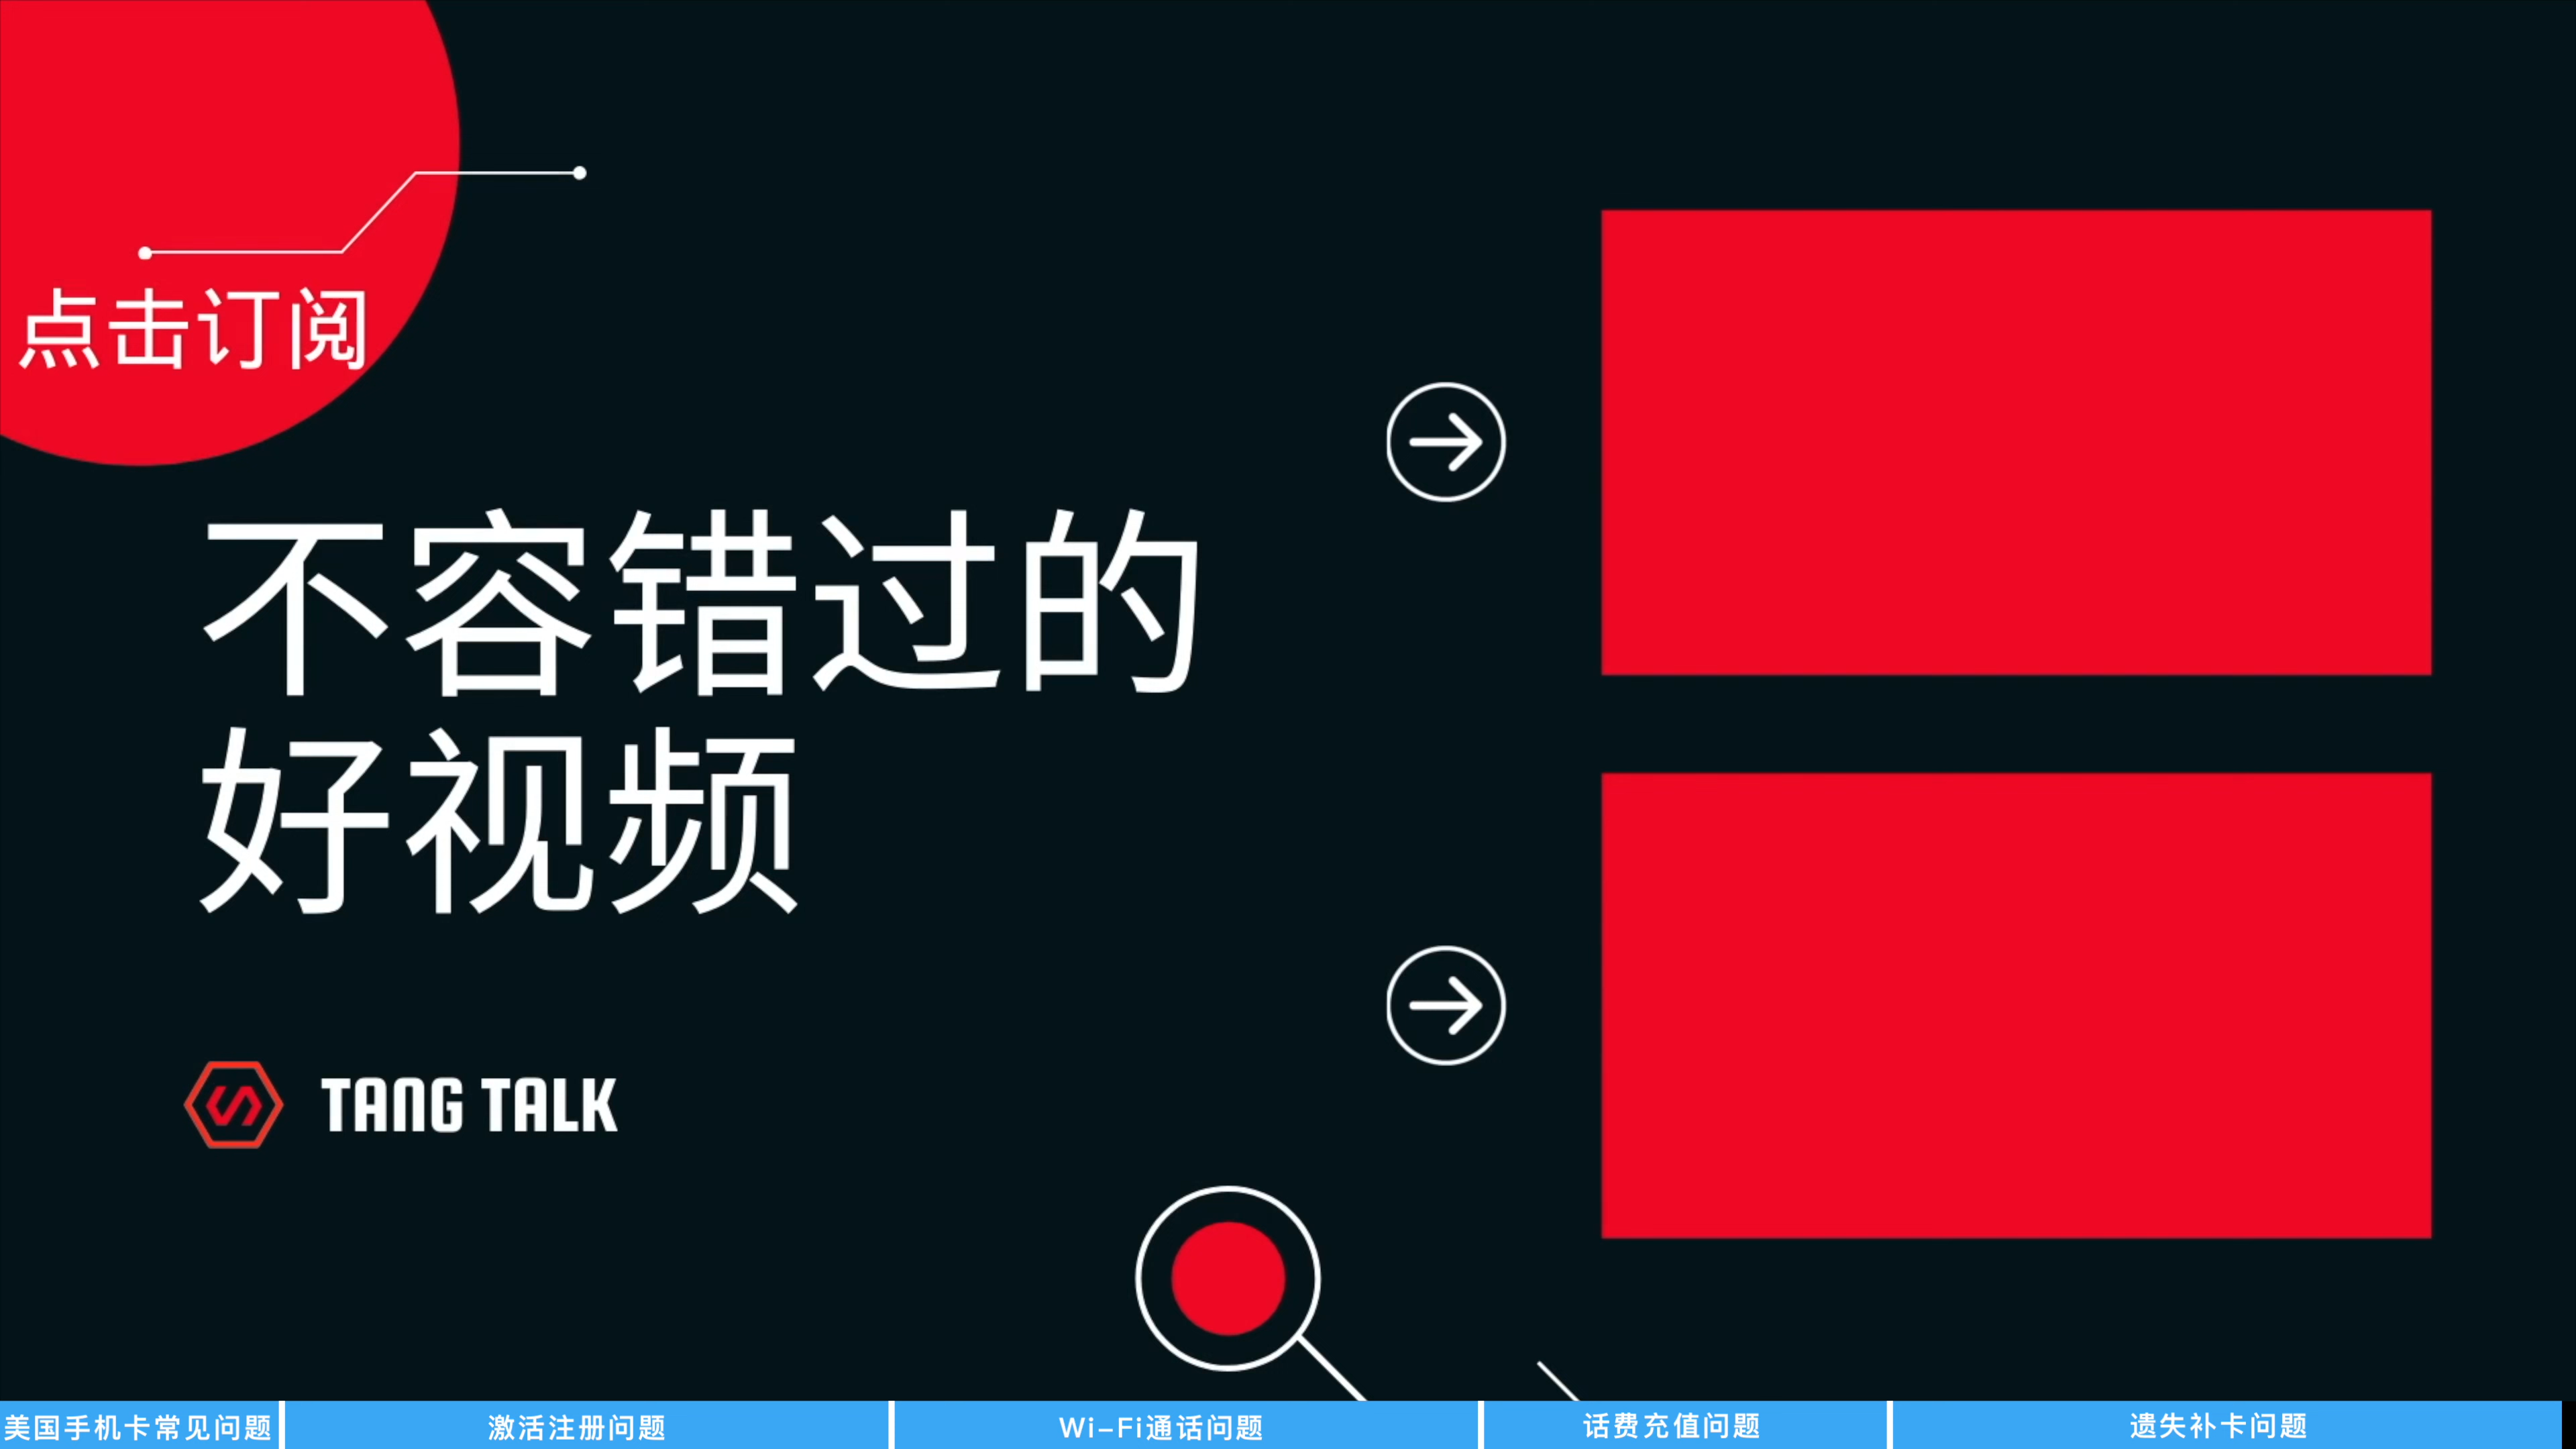 点击订阅
不容错过的
好视频
TANG TALK
美国手机卡常见问题
激活注册问题
Wi-Fi通话问题
话费充值问题
遗失补卡问题